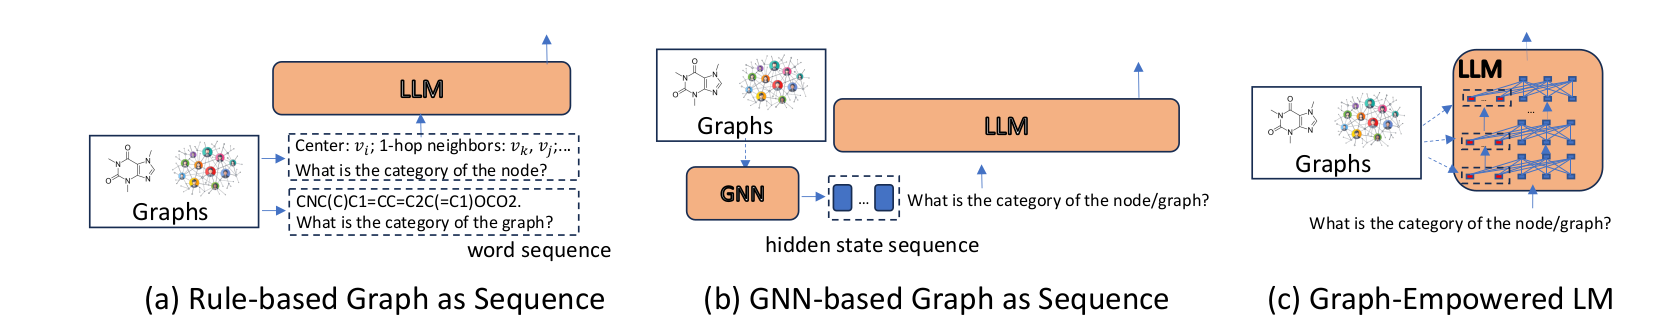 LLM
Center: vᵢ; 1-hop neighbors: vₖ, vⱼ;...
What is the category of the node?
CNC(C)C1=CC=C2C(=C1)OCO2.
What is the category of the graph?
Graphs
word sequence
(a) Rule-based Graph as Sequence
Graphs
LLM
GNN
...
What is the category of the node/graph?
hidden state sequence
(b) GNN-based Graph as Sequence
LLM
...
Graphs
What is the category of the node/graph?
(c) Graph-Empowered LM